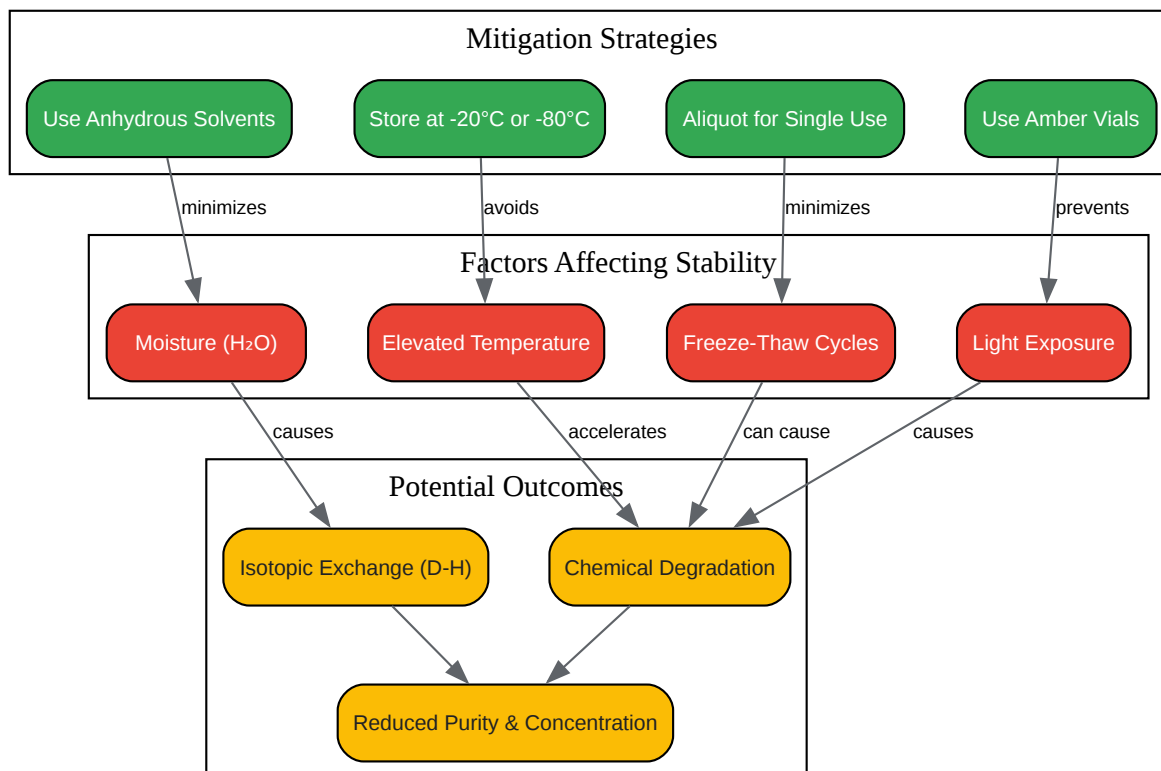 Mitigation Strategies
Use Anhydrous Solvents
Store at -20°C or -80°C
Aliquot for Single Use
Use Amber Vials
minimizes
avoids
minimizes
prevents
Factors Affecting Stability
Moisture (H₂O)
Elevated Temperature
Freeze-Thaw Cycles
Light Exposure
causes
accelerates
can cause
causes
Potential Outcomes
Isotopic Exchange (D-H)
Chemical Degradation
Reduced Purity & Concentration